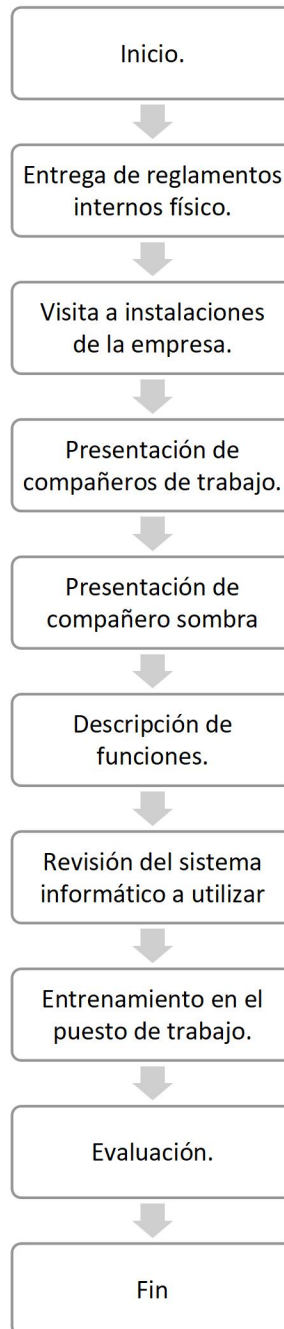 Inicio.
Entrega de reglamentos
internos físico.
Visita a instalaciones
de la empresa.
Presentación de
compañeros de trabajo.
Presentación de
compañero sombra
Descripción de
funciones.
Revisión del sistema
informático a utilizar
Entrenamiento en el
puesto de trabajo.
Evaluación.
Fin